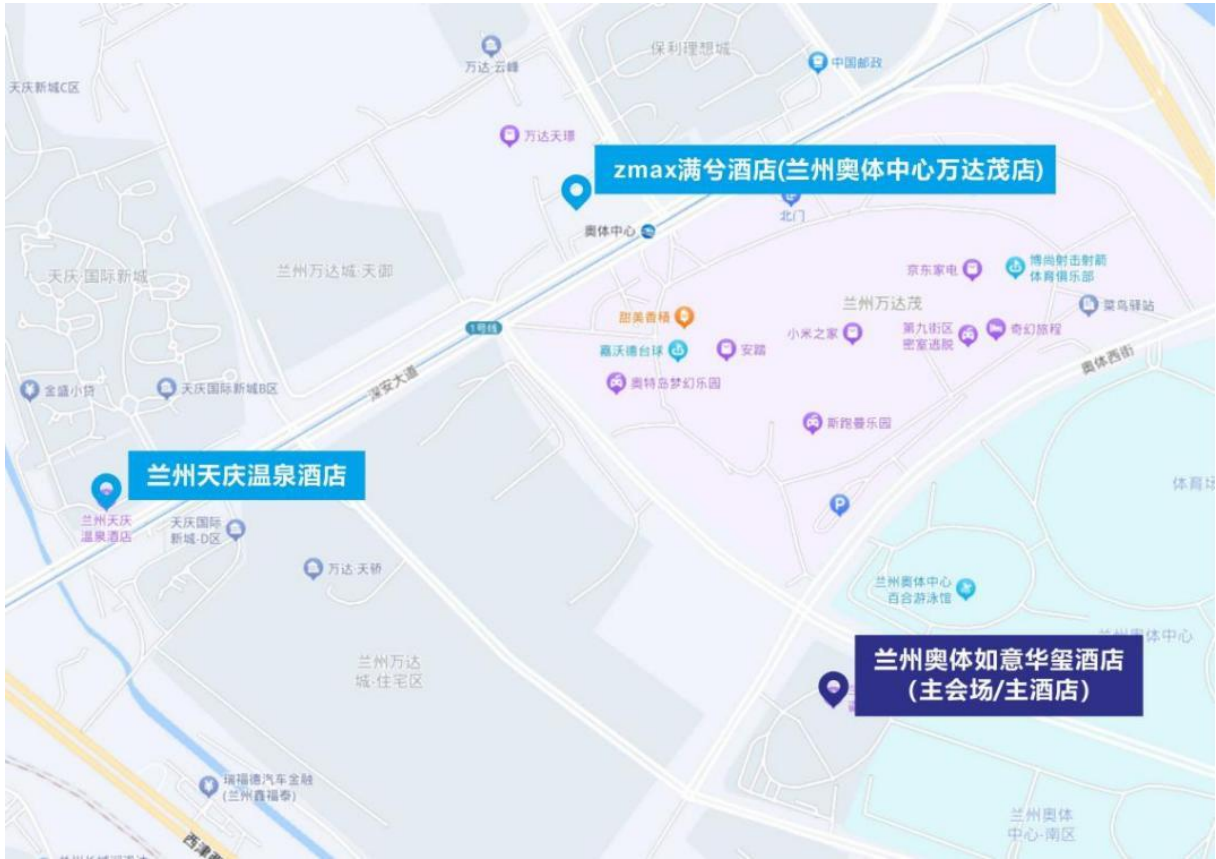 保利理想城
万达·云峰
中国邮政
天庆新城C区
万达天璟
zmax满兮酒店(兰州奥体中心万达茂店)
北门
奥体中心
博尚射击射箭
体育俱乐部
京东家电
天庆·国际新城
兰州万达城·天御
兰州万达茂
菜鸟驿站
甜美香橘
1号线
小米之家
第九街区
密室逃脱
奇幻旅程
嘉沃德台球
安踏
奥体西街
奥特岛梦幻乐园
金盛小贷
天庆国际新城B区
深安大道
斯跑曼乐园
兰州天庆温泉酒店
体育场
兰州天庆
温泉酒店
天庆国际
新城-D区
万达·天骄
兰州奥体中心
百合游泳馆
兰州奥体中心
兰州万达
城-住宅区
兰州奥体如意华玺酒店
(主会场/主酒店)
瑞福德汽车金融
(兰州鑫福泰)
兰州奥体
中心-南区
西津